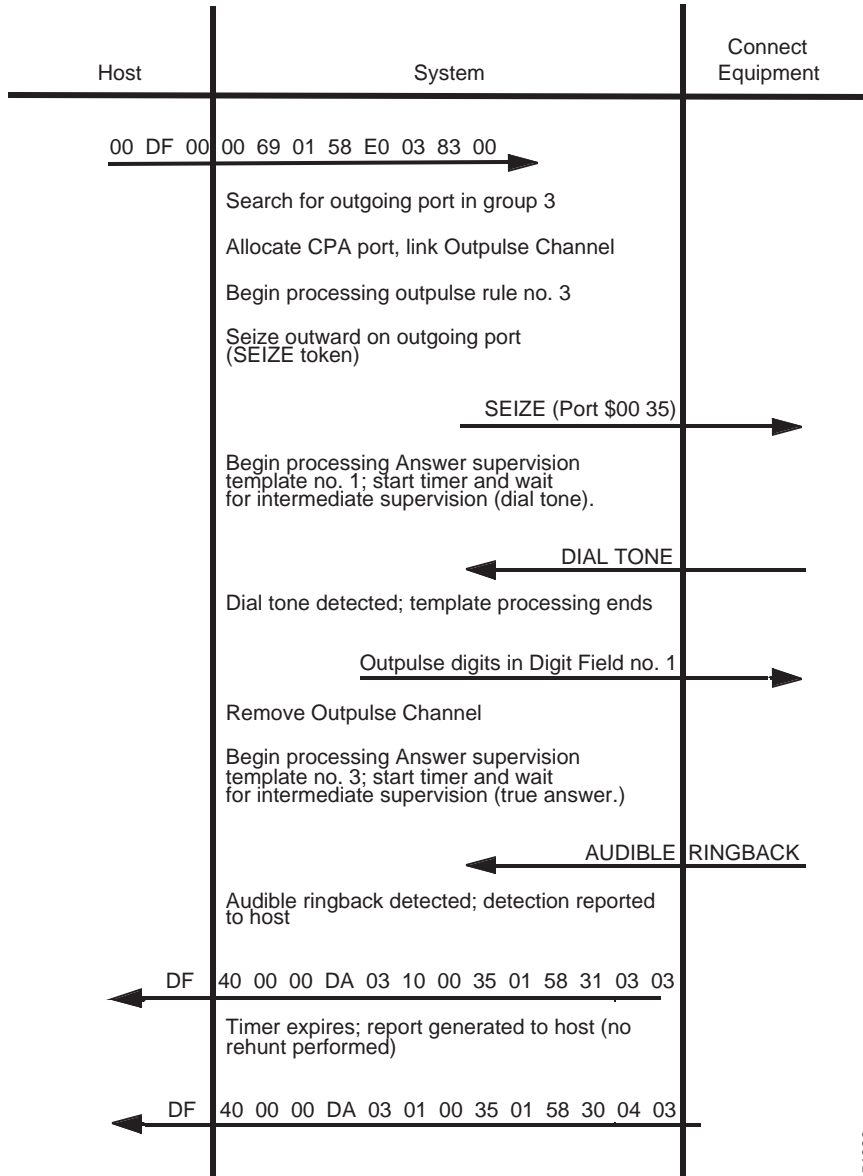 Host
System
Connect
Equipment
00 DF 00 00 69 01 58 E0 03 83 00
Search for outgoing port in group 3
Allocate CPA port, link Outpulse Channel
Begin processing outpulse rule no. 3
Seize outward on outgoing port
(SEIZE token)
SEIZE (Port $00 35)
Begin processing Answer supervision
template no. 1; start timer and wait
for intermediate supervision (dial tone).
DIAL TONE
Dial tone detected; template processing ends
Outpulse digits in Digit Field no. 1
Remove Outpulse Channel
Begin processing Answer supervision
template no. 3; start timer and wait
for intermediate supervision (true answer.)
AUDIBLE RINGBACK
Audible ringback detected; detection reported
to host
DF 40 00 00 DA 03 10 00 35 01 58 31 03 03
Timer expires; report generated to host (no
rehunt performed)
DF 40 00 00 DA 03 01 00 35 01 58 30 04 03